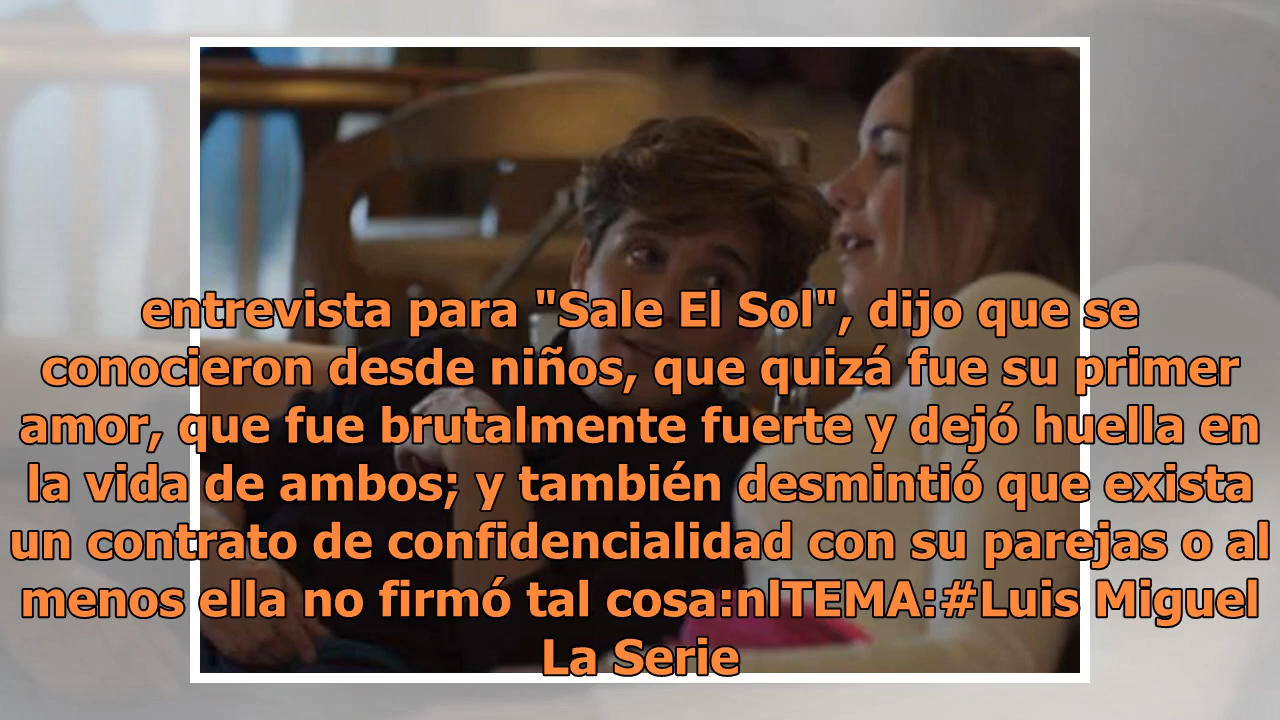 entrevista para "Sale El Sol", dijo que se
conocieron desde niños, que quizá fue su primer
amor, que fue brutalmente fuerte y dejó huella en
la vida de ambos; y también desmintió que exista
un contrato de confidencialidad con su parejas o al
menos ella no firmó tal cosa:nlTEMA:#Luis Miguel
La Serie